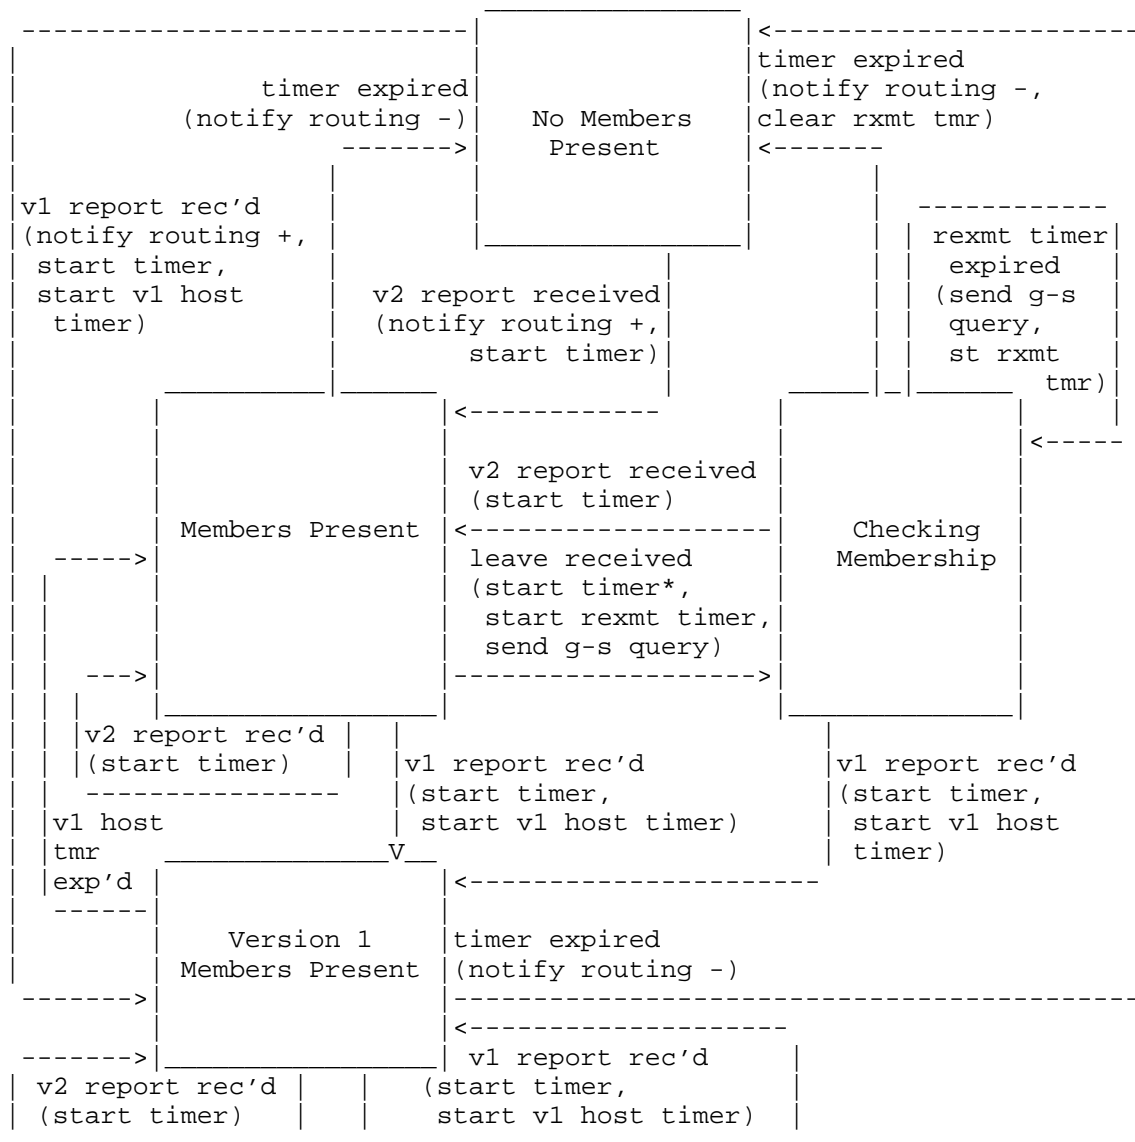 timer expired
timer expired (notify routing -,
(notify routing -) No Members clear rxmt tmr)
Present
v1 report rec'd
(notify routing +, rexmt timer
start timer, expired
start v1 host v2 report received (send g-s
timer) (notify routing +, query,
start timer) st rxmt
tmr)
v2 report received
(start timer)
Members Present Checking
leave received Membership
(start timer*,
start rexmt timer,
send g-s query)
v2 report rec'd
(start timer) v1 report rec'd v1 report rec'd
(start timer, (start timer,
v1 host start v1 host timer) start v1 host
tmr timer)
exp'd
Version 1 timer expired
Members Present (notify routing -)
v1 report rec'd
v2 report rec'd (start timer,
(start timer) start v1 host timer)